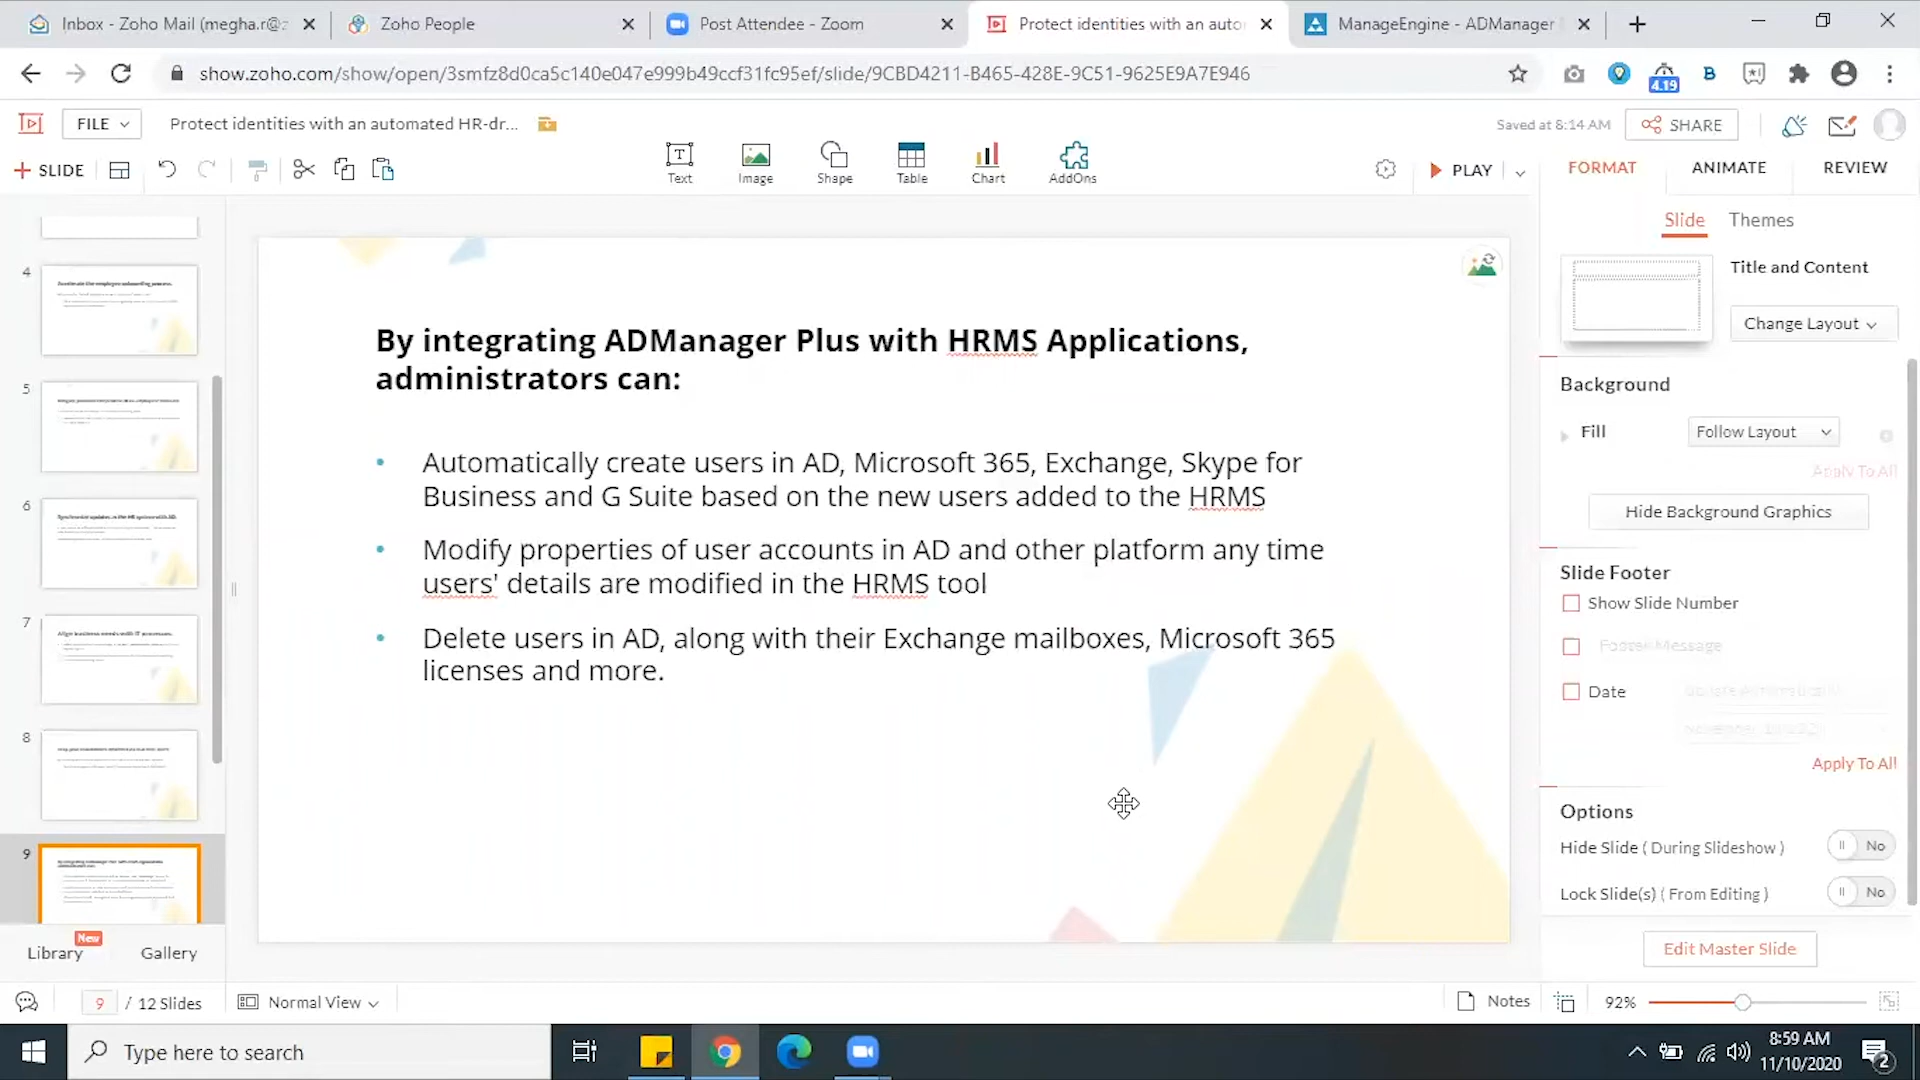 Inbox - Zoho Mail (megha.r@z
Zoho People
Post Attendee - Zoom
Protect identities with an auto
ManageEngine - ADManager
show.zoho.com/show/open/3smfz8d0ca5c140e047e999b49ccf31fc95ef/slide/9CBD4211-B465-428E-9C51-9625E9A7E946
4.19
B
FILE
Protect identities with an automated HR-dr...
Saved at 8:14 AM
SHARE
SLIDE
Text
Image
Shape
Table
Chart
AddOns
PLAY
FORMAT
ANIMATE
REVIEW
Slide
Themes
Title and Content
Change Layout
Background
Fill
Follow Layout
Apply To All
Hide Background Graphics
Slide Footer
Show Slide Number
Footer Message
Date
Apply To All
Options
Hide Slide ( During Slideshow )
No
Lock Slide(s) ( From Editing )
No
Edit Master Slide
4
5
6
7
8
9
By integrating ADManager Plus with HRMS Applications,
administrators can:
• Automatically create users in AD, Microsoft 365, Exchange, Skype for
Business and G Suite based on the new users added to the HRMS
• Modify properties of user accounts in AD and other platform any time
users' details are modified in the HRMS tool
• Delete users in AD, along with their Exchange mailboxes, Microsoft 365
licenses and more.
New
Library
Gallery
9 / 12 Slides
Normal View
Notes
92%
Type here to search
8:59 AM
11/10/2020
2